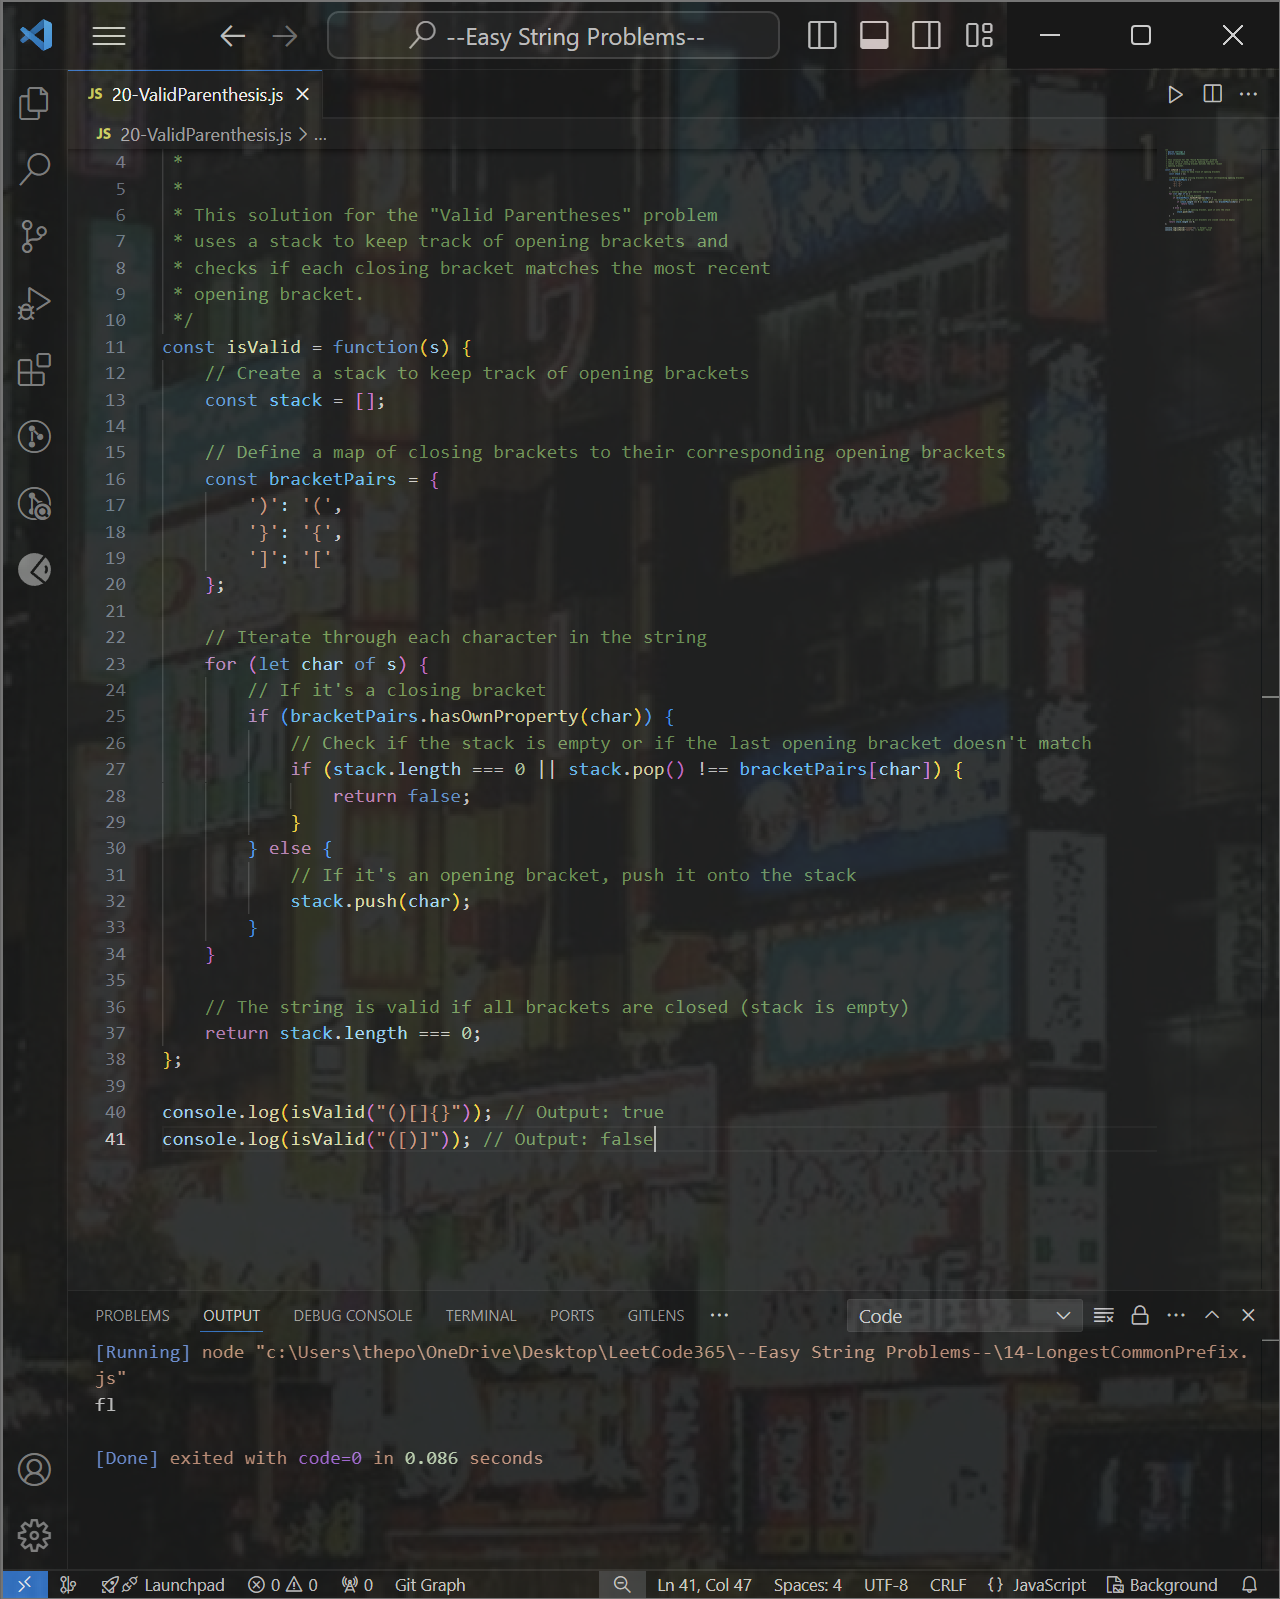 --Easy String Problems--
JS 20-ValidParenthesis.js
JS 20-ValidParenthesis.js > ...
4 *
5 *
6 * This solution for the "Valid Parentheses" problem
7 * uses a stack to keep track of opening brackets and
8 * checks if each closing bracket matches the most recent
9 * opening bracket.
10 */
11 const isValid = function(s) {
12 // Create a stack to keep track of opening brackets
13 const stack = [];
14
15 // Define a map of closing brackets to their corresponding opening brackets
16 const bracketPairs = {
17 ')': '(',
18 '}': '{',
19 ']': '['
20 };
21
22 // Iterate through each character in the string
23 for (let char of s) {
24 // If it's a closing bracket
25 if (bracketPairs.hasOwnProperty(char)) {
26 // Check if the stack is empty or if the last opening bracket doesn't match
27 if (stack.length === 0 || stack.pop() !== bracketPairs[char]) {
28 return false;
29 }
30 } else {
31 // If it's an opening bracket, push it onto the stack
32 stack.push(char);
33 }
34 }
35
36 // The string is valid if all brackets are closed (stack is empty)
37 return stack.length === 0;
38 };
39
40 console.log(isValid("()[]{}")); // Output: true
41 console.log(isValid("([)]")); // Output: false
PROBLEMS OUTPUT DEBUG CONSOLE TERMINAL PORTS GITLENS ... Code
[Running] node "c:\Users\thepo\OneDrive\Desktop\LeetCode365\--Easy String Problems--\14-LongestCommonPrefix.
js"
fl
[Done] exited with code=0 in 0.086 seconds
Launchpad 0 0 0 Git Graph Ln 41, Col 47 Spaces: 4 UTF-8 CRLF {} JavaScript Background